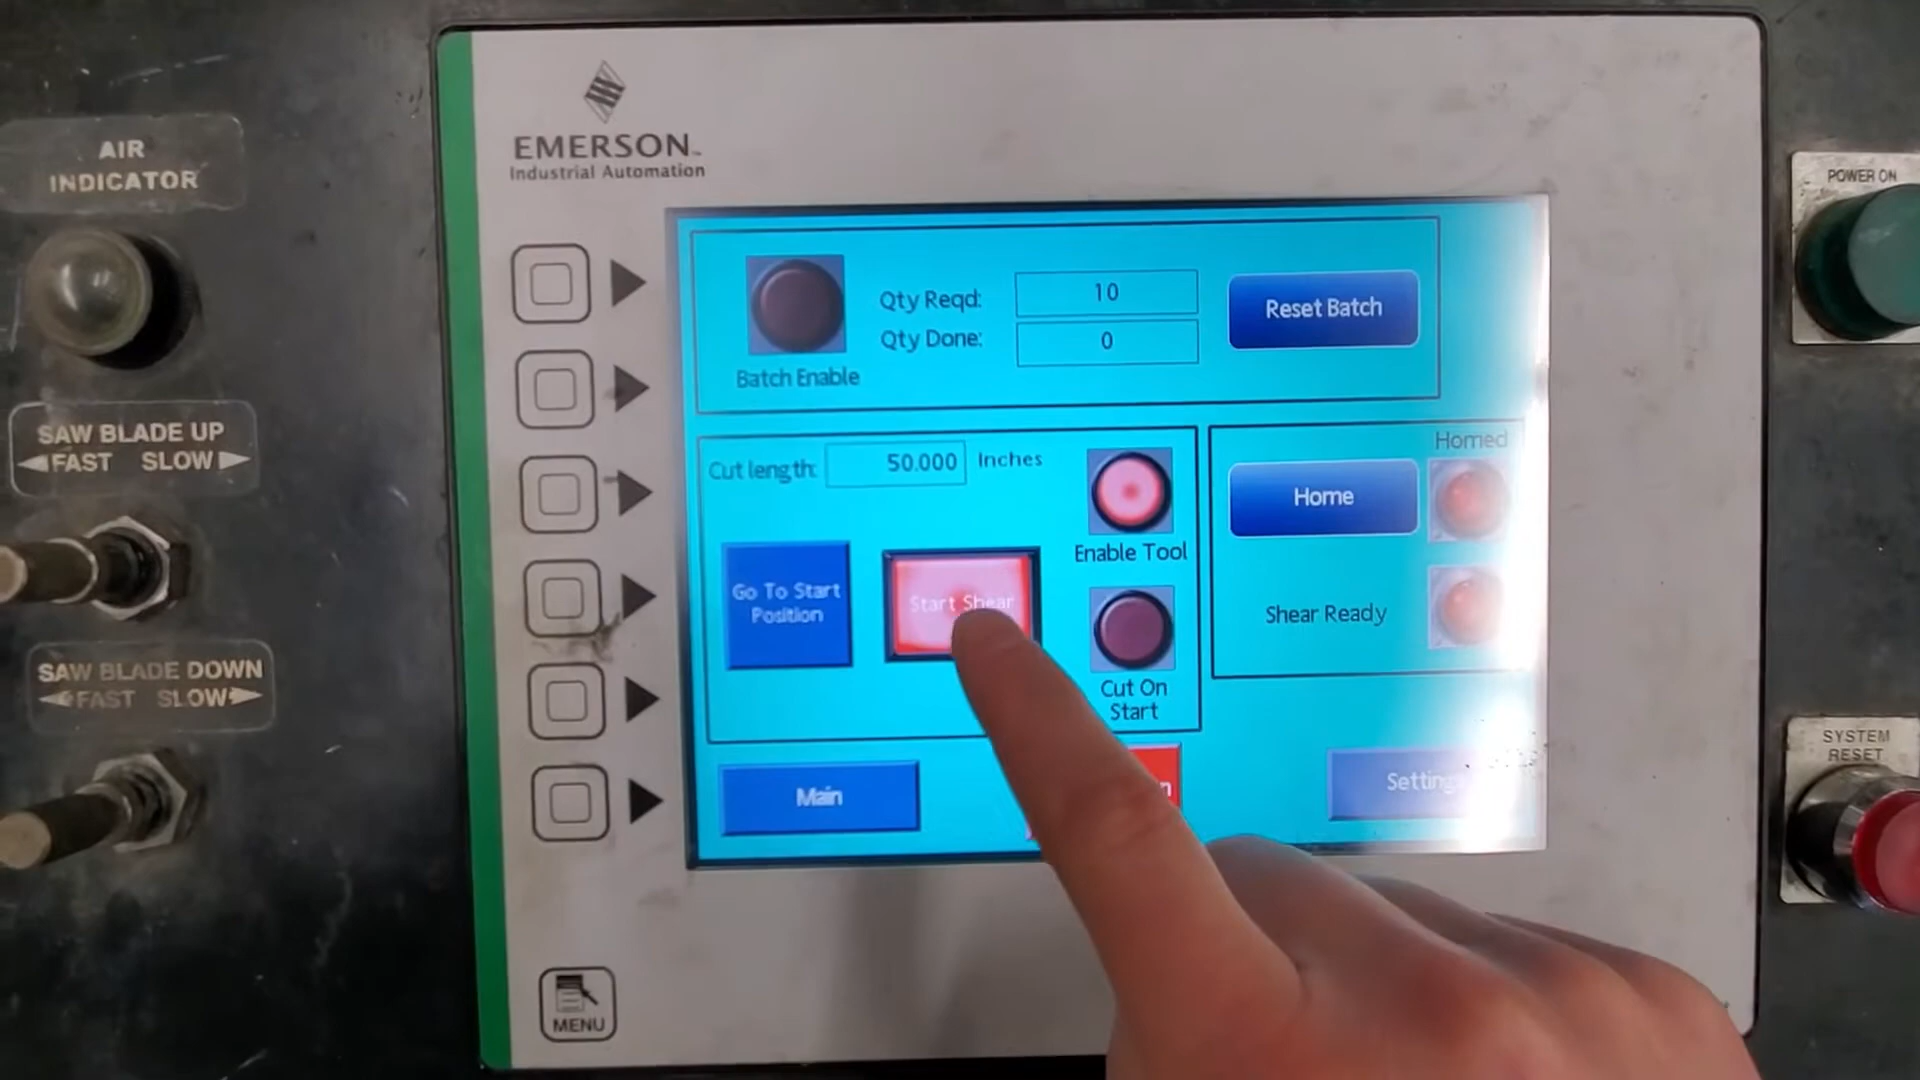 AIR
INDICATOR
SAW BLADE UP
FAST SLOW
SAW BLADE DOWN
FAST SLOW
EMERSON
Industrial Automation
Batch Enable
Qty Reqd: 10
Qty Done: 0
Reset Batch
Cut length: 50.000 Inches
Enable Tool
Go To Start
Position
Start Shear
Cut On
Start
Homed
Home
Shear Ready
Main
MENU
POWER ON
SYSTEM
RESET